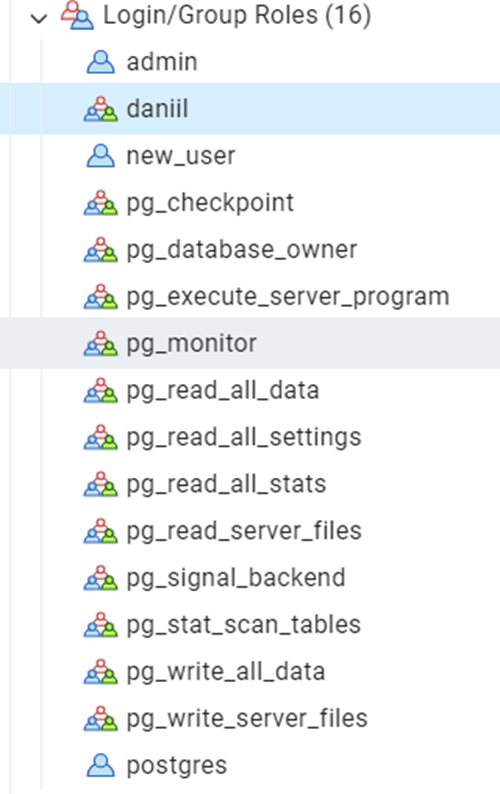 Login/Group Roles (16)
admin
daniil
new_user
pg_checkpoint
pg_database_owner
pg_execute_server_program
pg_monitor
pg_read_all_data
pg_read_all_settings
pg_read_all_stats
pg_read_server_files
pg_signal_backend
pg_stat_scan_tables
pg_write_all_data
pg_write_server_files
postgres